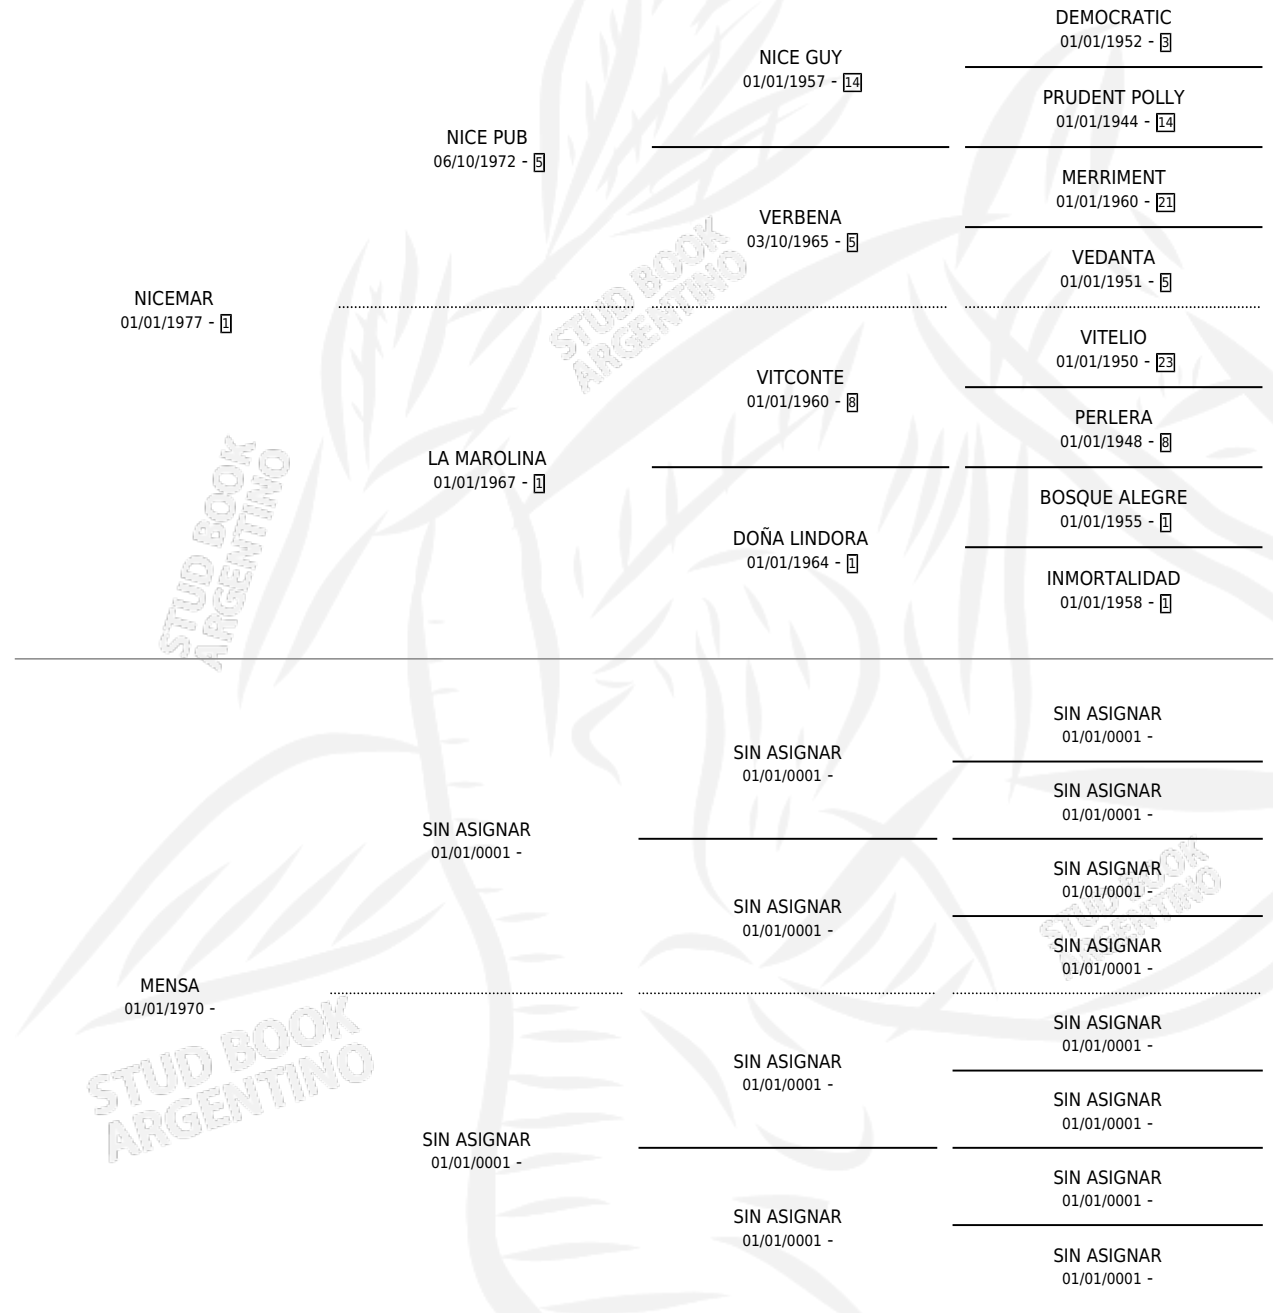 DEMOCRATIC
01/01/1952 - 3
NICE GUY
01/01/1957 - 14
PRUDENT POLLY
01/01/1944 - 14
NICE PUB
06/10/1972 - 5
MERRIMENT
01/01/1960 - 21
VERBENA
03/10/1965 - 5
VEDANTA
01/01/1951 - 5
NICEMAR
01/01/1977 - 1
VITELIO
01/01/1950 - 23
VITCONTE
01/01/1960 - 8
PERLERA
01/01/1948 - 8
LA MAROLINA
01/01/1967 - 1
BOSQUE ALEGRE
01/01/1955 - 1
DOÑA LINDORA
01/01/1964 - 1
INMORTALIDAD
01/01/1958 - 1
STUD BOOK
ARGENTINO
STUD BOOK
ARGENTINO
SIN ASIGNAR
01/01/0001 -
SIN ASIGNAR
01/01/0001 -
SIN ASIGNAR
01/01/0001 -
SIN ASIGNAR
01/01/0001 -
SIN ASIGNAR
01/01/0001 -
SIN ASIGNAR
01/01/0001 -
SIN ASIGNAR
01/01/0001 -
MENSA
01/01/1970 -
SIN ASIGNAR
01/01/0001 -
SIN ASIGNAR
01/01/0001 -
SIN ASIGNAR
01/01/0001 -
SIN ASIGNAR
01/01/0001 -
SIN ASIGNAR
01/01/0001 -
SIN ASIGNAR
01/01/0001 -
SIN ASIGNAR
01/01/0001 -
STUD BOOK
ARGENTINO
STUD BOOK
ARGENTINO